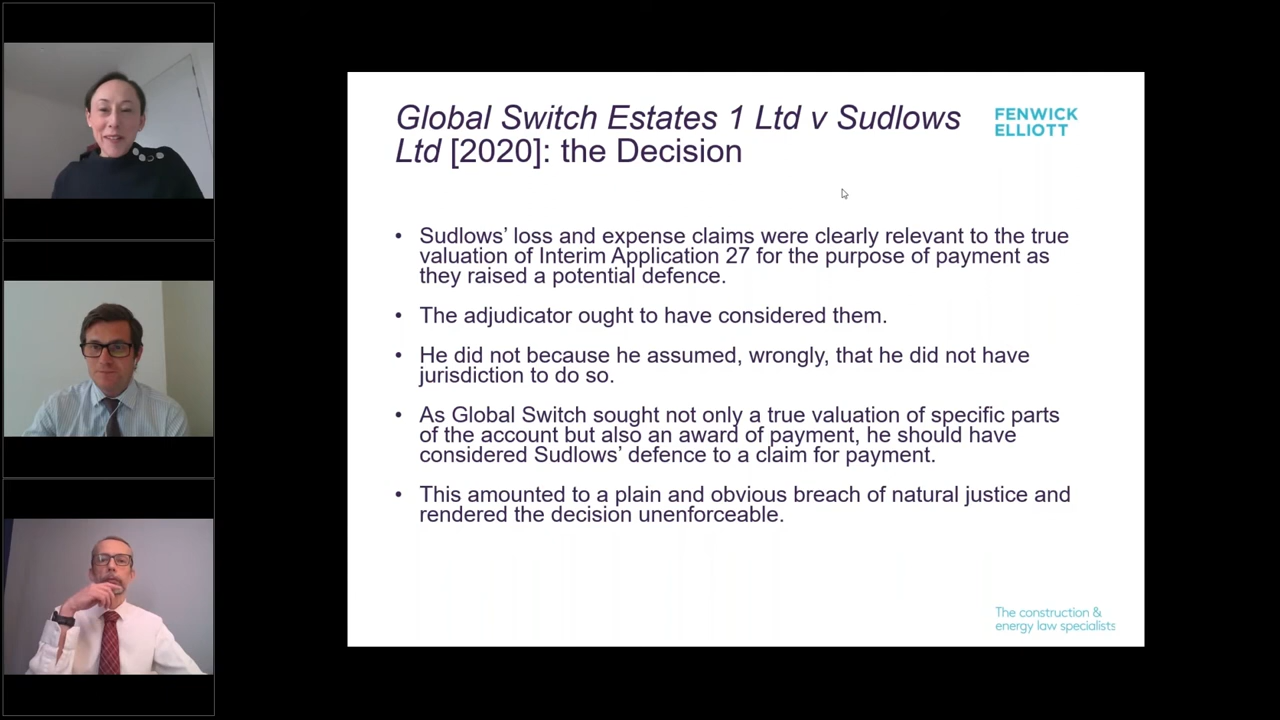 Global Switch Estates 1 Ltd v Sudlows
Ltd [2020]: the Decision
FENWICK
ELLIOTT
• Sudlows’ loss and expense claims were clearly relevant to the true
valuation of Interim Application 27 for the purpose of payment as
they raised a potential defence.
• The adjudicator ought to have considered them.
• He did not because he assumed, wrongly, that he did not have
jurisdiction to do so.
• As Global Switch sought not only a true valuation of specific parts
of the account but also an award of payment, he should have
considered Sudlows’ defence to a claim for payment.
• This amounted to a plain and obvious breach of natural justice and
rendered the decision unenforceable.
The construction &
energy law specialists